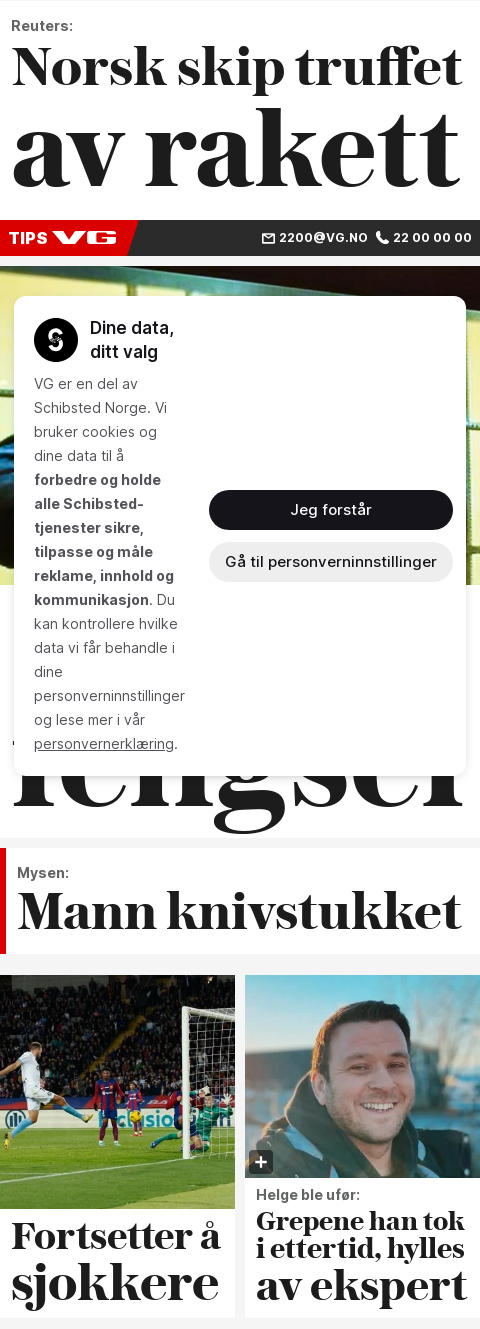 Reuters:
Norsk skip truffet
av rakett
TIPS VG
2200@VG.NO 22 00 00 00
Dine data,
ditt valg
VG er en del av
Schibsted Norge. Vi
bruker cookies og
dine data til å
forbedre og holde
alle Schibsted-
tjenester sikre,
tilpasse og måle
reklame, innhold og
kommunikasjon. Du
kan kontrollere hvilke
data vi får behandle i
dine
personverninnstillinger
og lese mer i vår
personvernerklæring.
Jeg forstår
Gå til personverninnstillinger
fengsel
Mysen:
Mann knivstukket
Fortsetter å
sjokkere
Helge ble ufør:
Grepene han tok
i ettertid, hylles
av ekspert